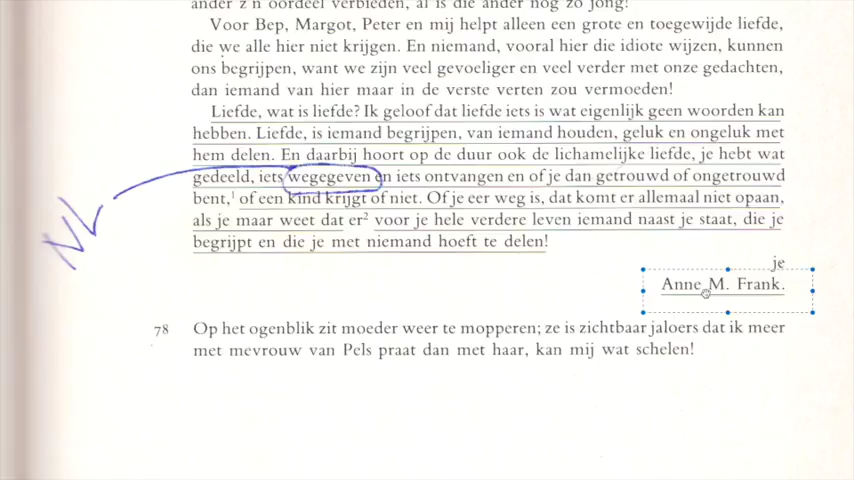 ander z'n oordeel verbieden, al is die ander nog zo jong!
Voor Bep, Margot, Peter en mij helpt alleen een grote en toegewijde liefde,
die we alle hier niet krijgen. En niemand, vooral hier die idiote wijzen, kunnen
ons begrijpen, want we zijn veel gevoeliger en veel verder met onze gedachten,
dan iemand van hier maar in de verste verten zou vermoeden!
Liefde, wat is liefde? Ik geloof dat liefde iets is wat eigenlijk geen woorden kan
hebben. Liefde, is iemand begrijpen, van iemand houden, geluk en ongeluk met
hem delen. En daarbij hoort op de duur ook de lichamelijke liefde, je hebt wat
gedeeld, iets wegegeven en iets ontvangen en of je dan getrouwd of ongetrouwd
bent,¹ of een kind krijgt of niet. Of je eer weg is, dat komt er allemaal niet opaan,
als je maar weet dat er² voor je hele verdere leven iemand naast je staat, die je
begrijpt en die je met niemand hoeft te delen!
NL
je
Anne M. Frank.
78 Op het ogenblik zit moeder weer te mopperen; ze is zichtbaar jaloers dat ik meer
met mevrouw van Pels praat dan met haar, kan mij wat schelen!